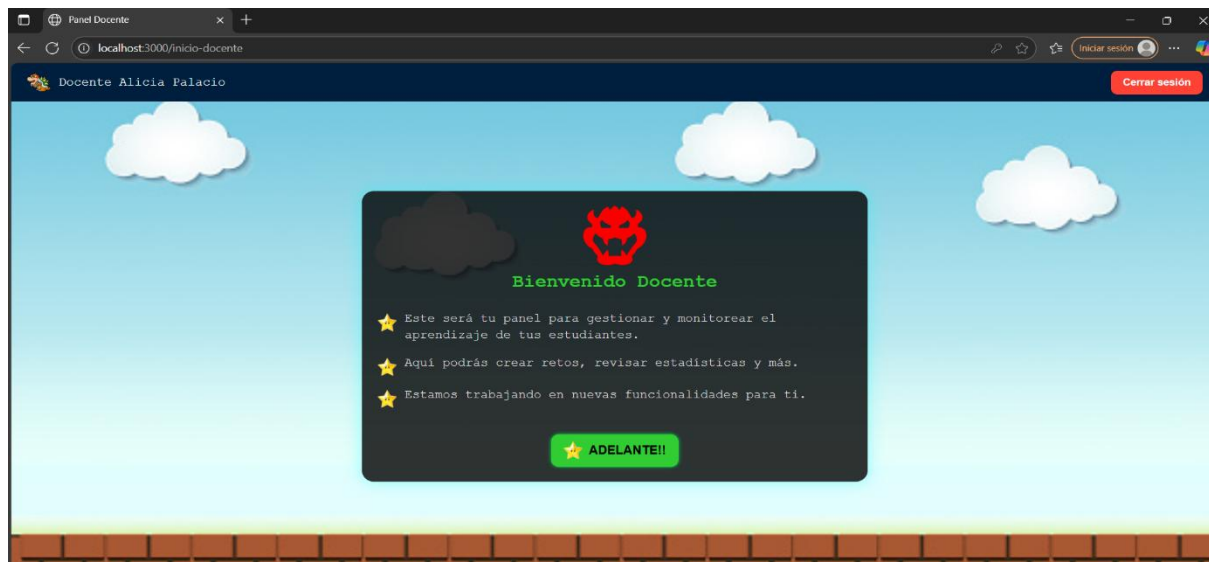 Panel Docente
localhost:3000/inicio-docente
Iniciar sesión
Docente Alicia Palacio
Cerrar sesión
Bienvenido Docente
Este será tu panel para gestionar y monitorear el
aprendizaje de tus estudiantes.
Aquí podrás crear retos, revisar estadísticas y más.
Estamos trabajando en nuevas funcionalidades para ti.
ADELANTE!!